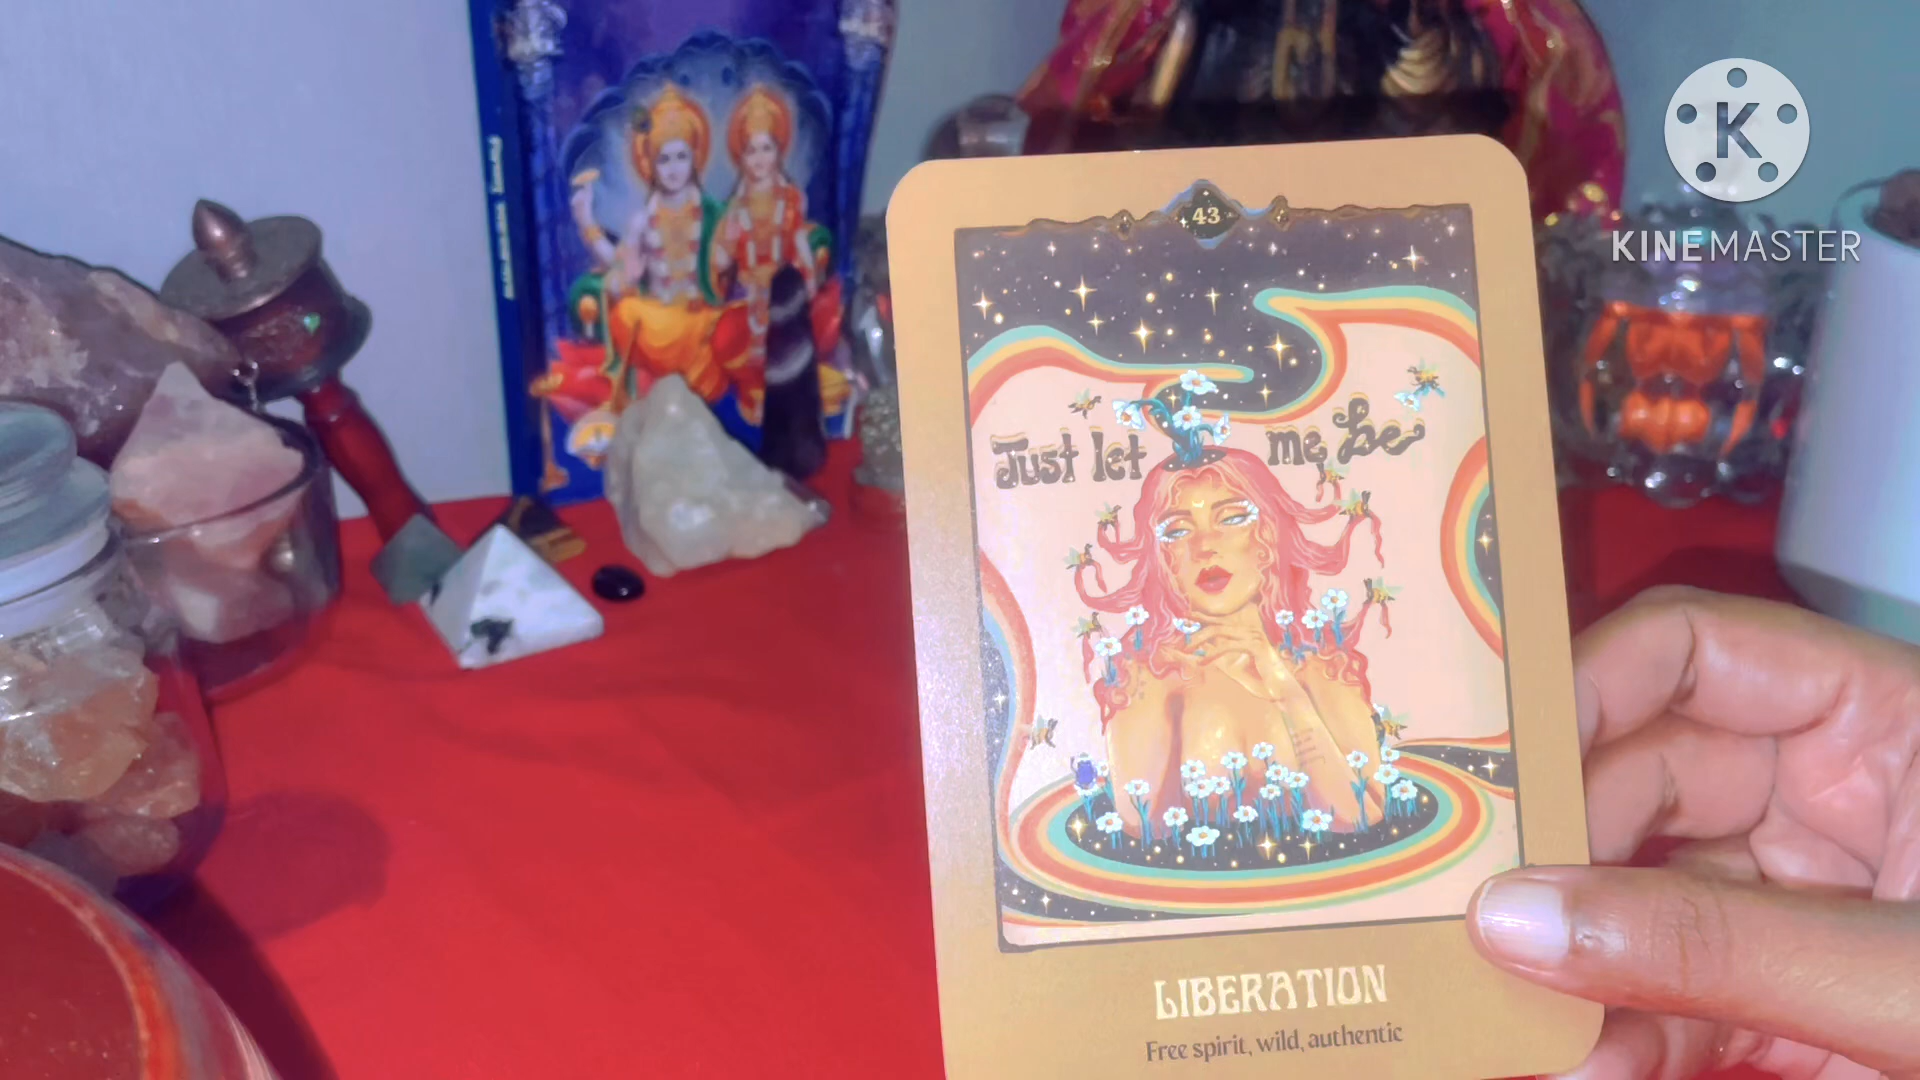 43
Just let me be
LIBERATION
Free spirit, wild, authentic
K
KINEMASTER